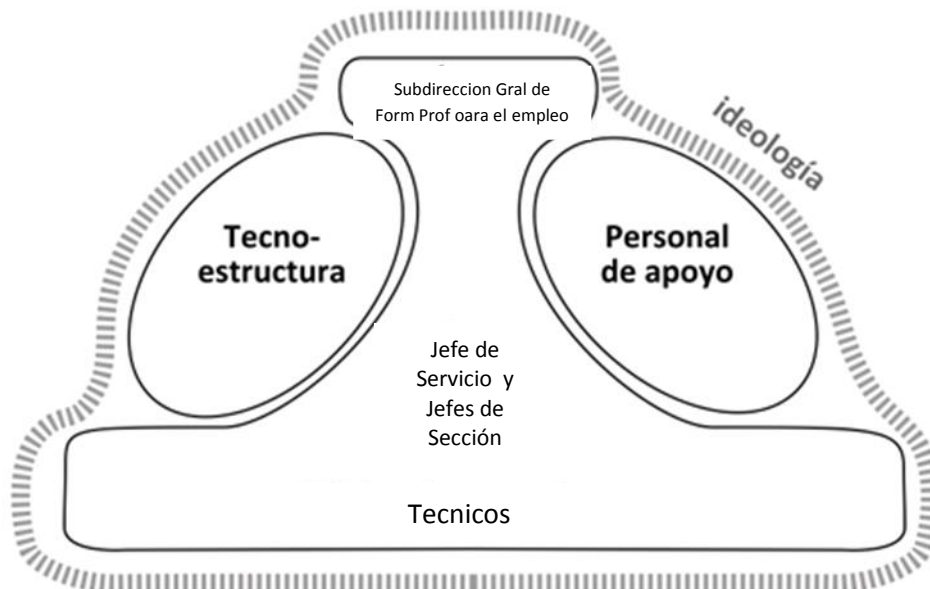 Subdireccion Gral de
Form Prof oara el empleo
ideología
Tecno-
estructura
Personal
de apoyo
Jefe de
Servicio y
Jefes de
Sección
Tecnicos